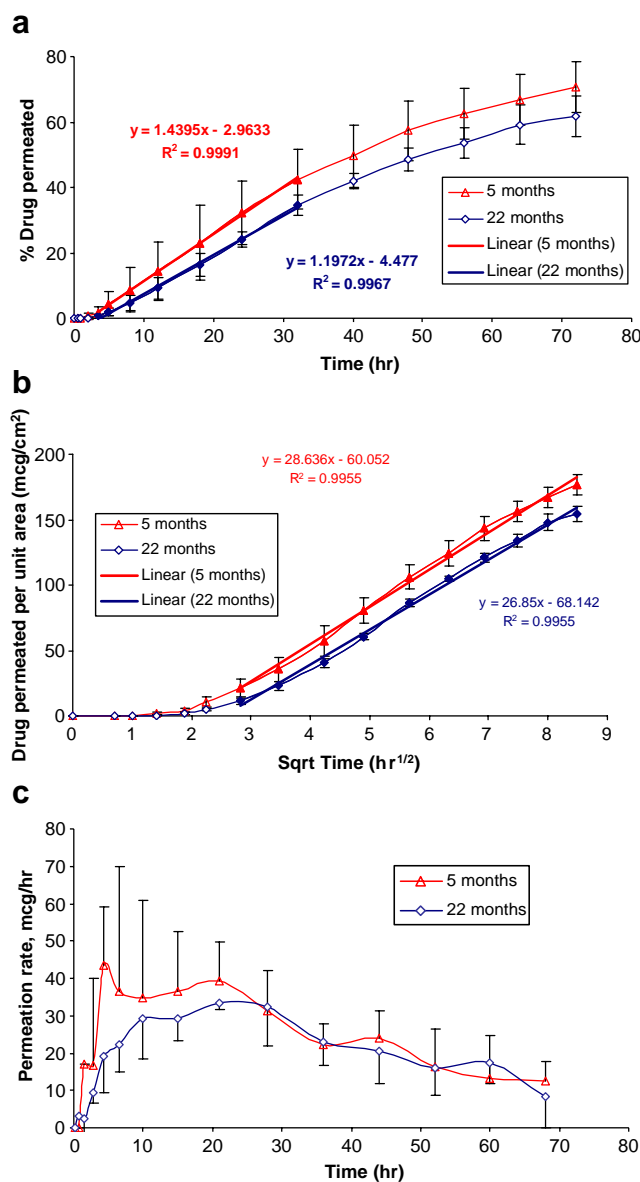 a
80
60
40
20
0
% Drug permeated
y = 1.4395x - 2.9633
R² = 0.9991
y = 1.1972x - 4.477
R² = 0.9967
5 months
22 months
Linear (5 months)
Linear (22 months)
0 10 20 30 40 50 60 70 80
Time (hr)
b
200
150
100
50
0
Drug permeated per unit area (mcg/cm²)
y = 28.636x - 60.052
R² = 0.9955
5 months
22 months
Linear (5 months)
Linear (22 months)
y = 26.85x - 68.142
R² = 0.9955
0 1 2 3 4 5 6 7 8 9
Sqrt Time (hr^1/2)
c
80
70
60
50
40
30
20
10
0
Permeation rate, mcg/hr
5 months
22 months
0 10 20 30 40 50 60 70 80
Time (hr)